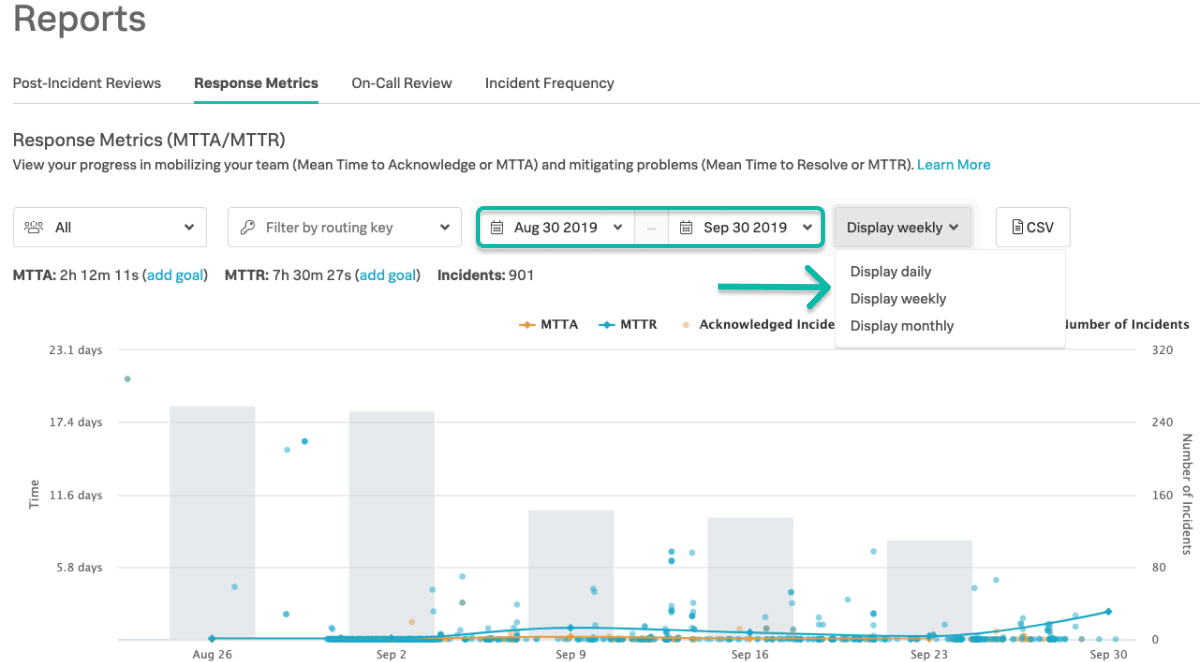 Reports
Post-Incident Reviews Response Metrics On-Call Review Incident Frequency
Response Metrics (MTTA/MTTR)
View your progress in mobilizing your team (Mean Time to Acknowledge or MTTA) and mitigating problems (Mean Time to Resolve or MTTR). Learn More
All Filter by routing key Aug 30 2019 – Sep 30 2019 Display weekly CSV
MTTA: 2h 12m 11s (add goal) MTTR: 7h 30m 27s (add goal) Incidents: 901
Display daily
Display weekly
Display monthly
MTTA MTTR Acknowledged Incide Number of Incidents
23.1 days 320
17.4 days 240
11.6 days 160
5.8 days 80
0
Time
Number of Incidents
Aug 26 Sep 2 Sep 9 Sep 16 Sep 23 Sep 30